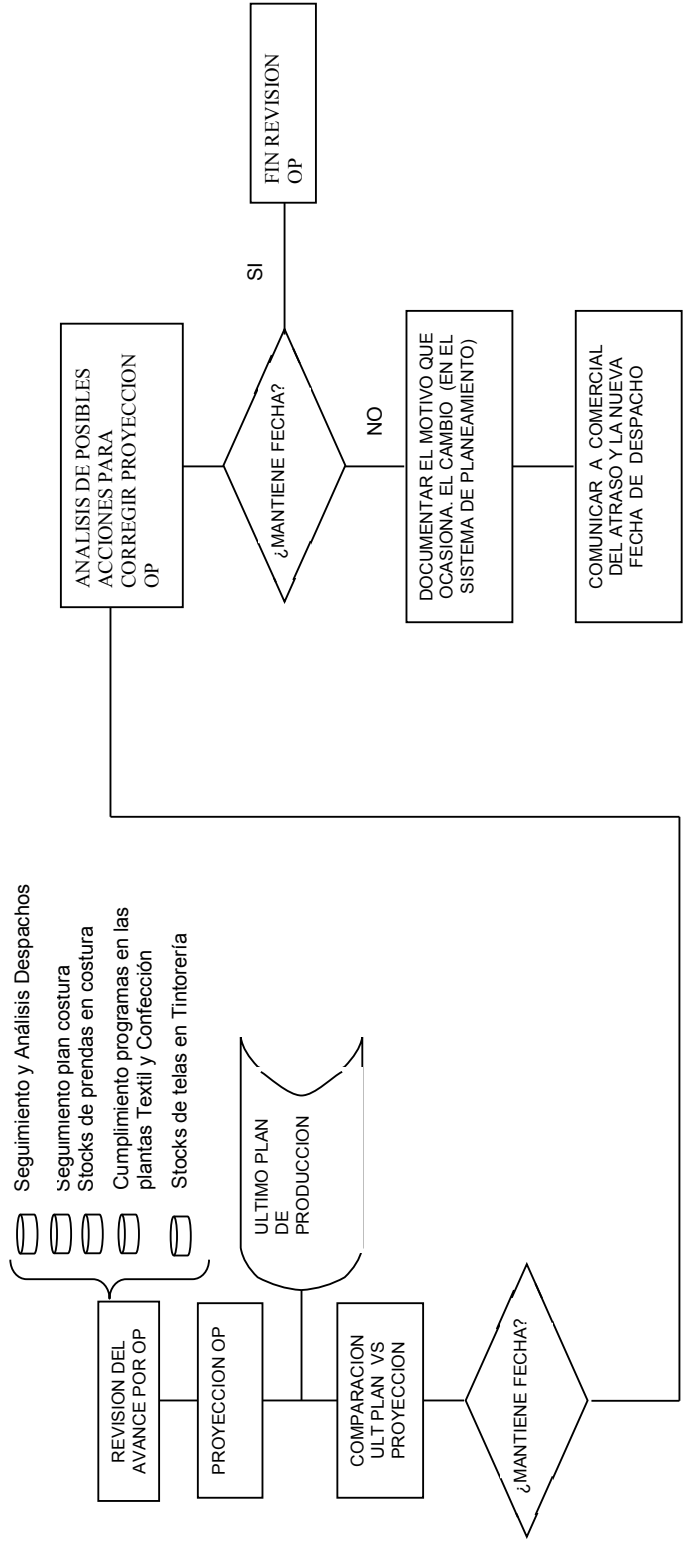 Seguimiento y Análisis Despachos
Seguimiento plan costura
Stocks de prendas en costura
Cumplimiento programas en las
plantas Textil y Confección
Stocks de telas en Tintorería
REVISION DEL
AVANCE POR OP
PROYECCION OP
ULTIMO PLAN
DE
PRODUCCION
COMPARACION
ULT PLAN VS
PROYECCION
¿MANTIENE FECHA?
ANALISIS DE POSIBLES
ACCIONES PARA
CORREGIR PROYECCION
OP
¿MANTIENE FECHA?
SI
FIN REVISION
OP
NO
DOCUMENTAR EL MOTIVO QUE
OCASIONA. EL CAMBIO (EN EL
SISTEMA DE PLANEAMIENTO)
COMUNICAR A COMERCIAL
DEL ATRASO Y LA NUEVA
FECHA DE DESPACHO